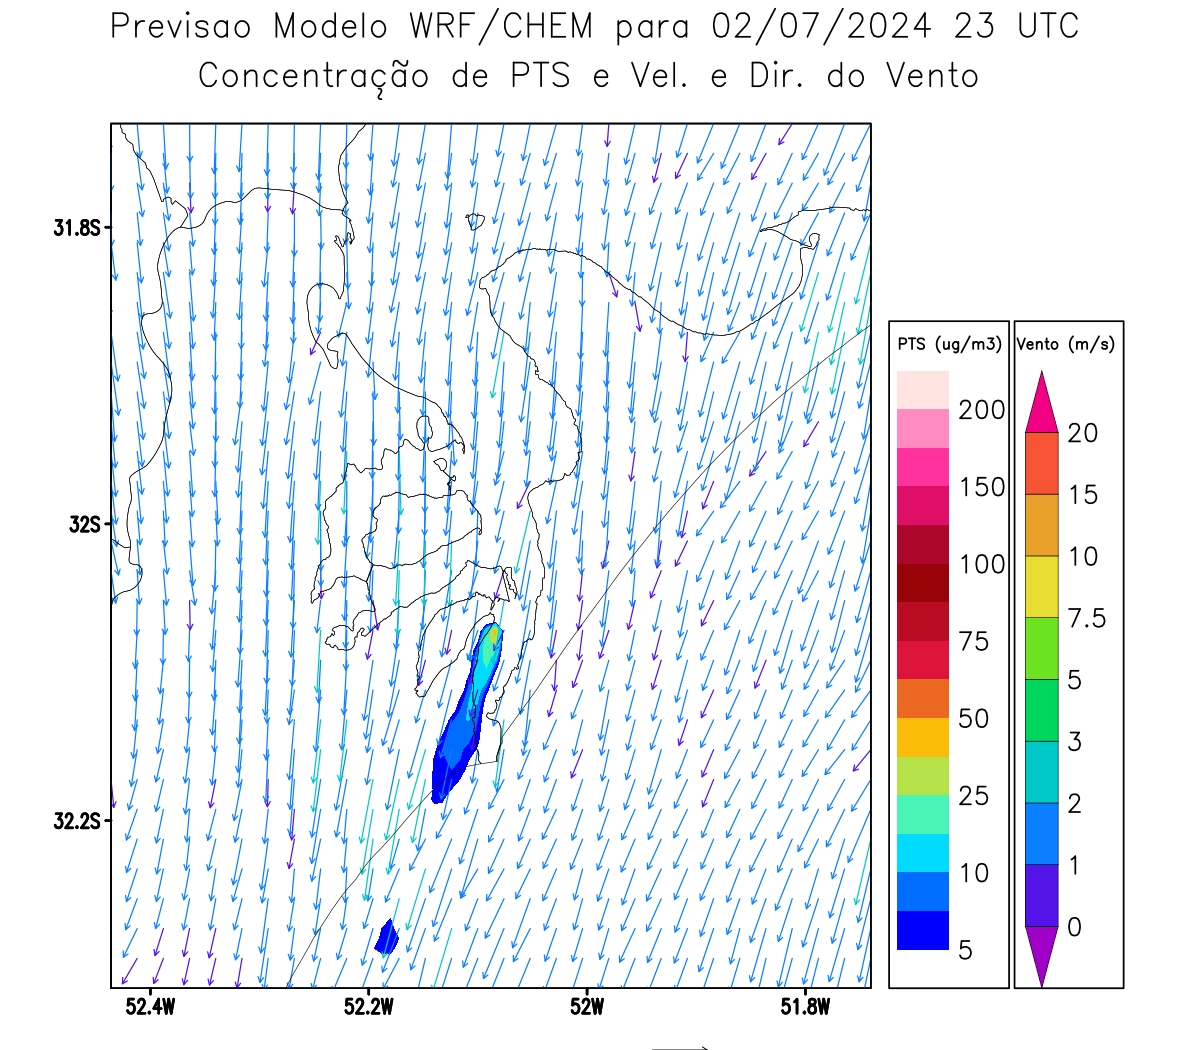 Previsao Modelo WRF/CHEM para 02/07/2024 23 UTC
Concentração de PTS e Vel. e Dir. do Vento
31.8S
32S
32.2S
52.4W
52.2W
52W
51.8W
PTS (ug/m3)
200
150
100
75
50
25
10
5
Vento (m/s)
20
15
10
7.5
5
3
2
1
0